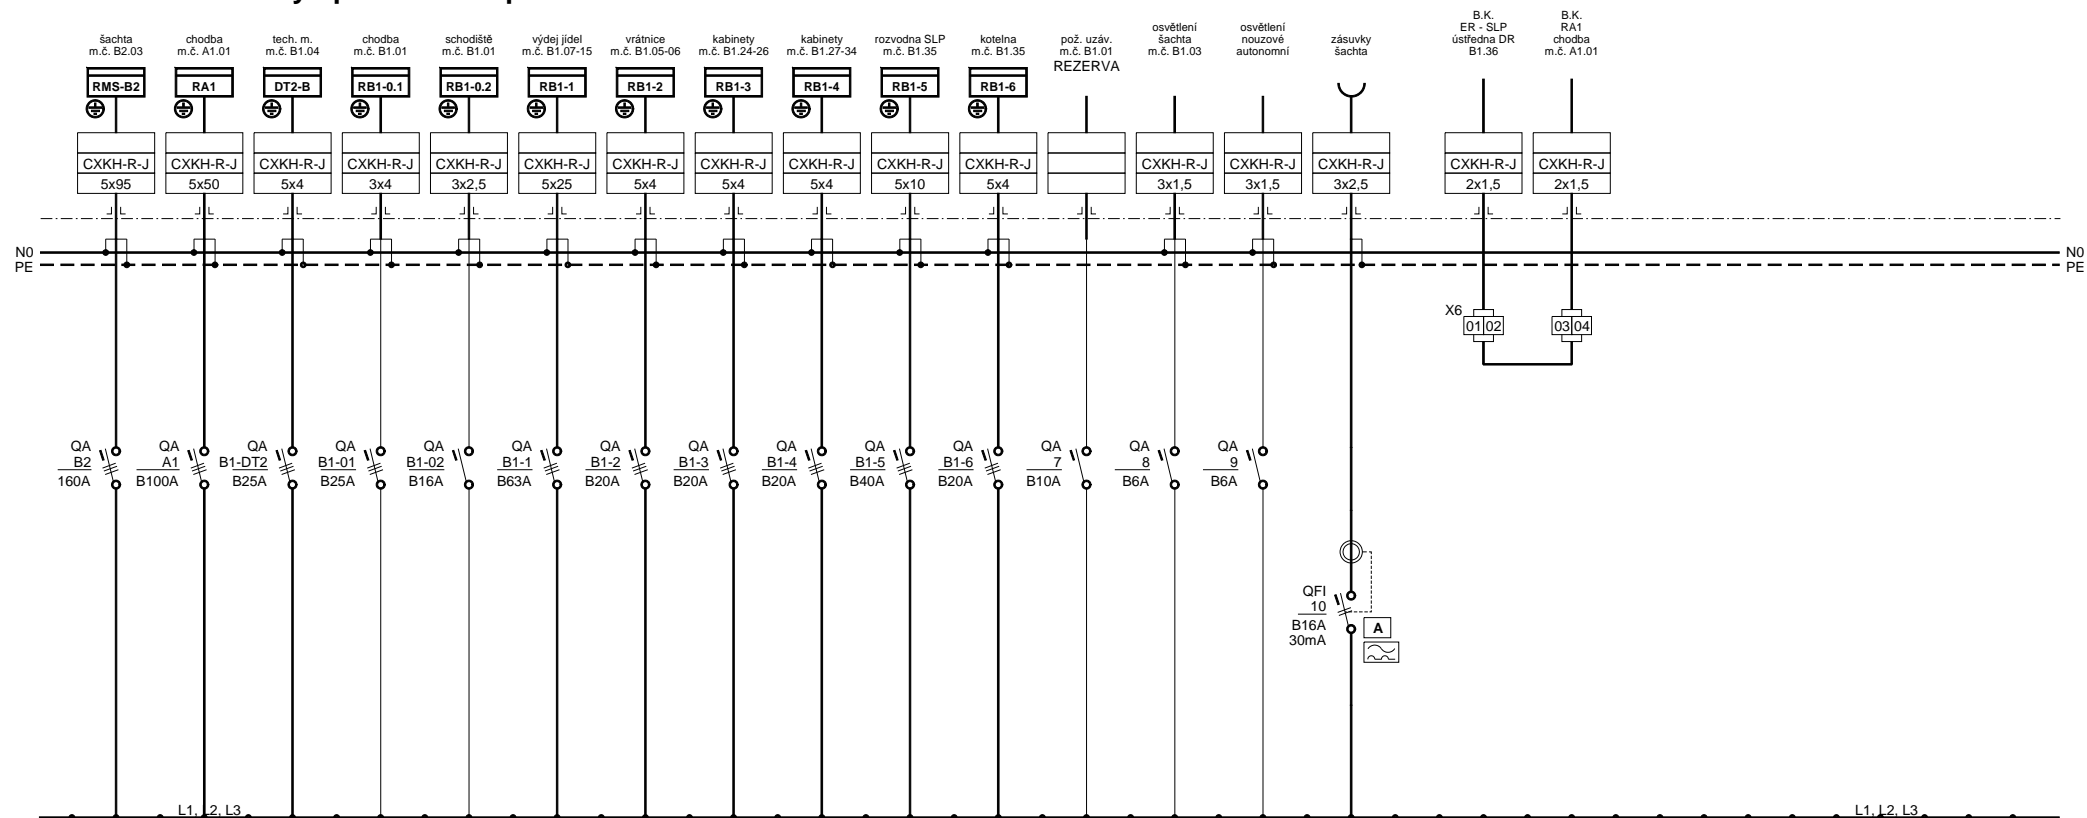 šachta
m.č. B2.03
chodba
m.č. A1.01
tech. m.
m.č. B1.04
chodba
m.č. B1.01
schodiště
m.č. B1.01
výdej jídel
m.č. B1.07-15
vrátnice
m.č. B1.05-06
kabinety
m.č. B1.24-26
kabinety
m.č. B1.27-34
rozvodna SLP
m.č. B1.35
kotelna
m.č. B1.35
pož. uzáv.
m.č. B1.01
REZERVA
osvětlení
šachta
m.č. B1.03
osvětlení
nouzové
autonomní
zásuvky
šachta
B.K.
ER - SLP
ústředna DR
B1.36
B.K.
RA1
chodba
m.č. A1.01
RMS-B2
RA1
DT2-B
RB1-0.1
RB1-0.2
RB1-1
RB1-2
RB1-3
RB1-4
RB1-5
RB1-6
CXKH-R-J
5x95
CXKH-R-J
5x50
CXKH-R-J
5x4
CXKH-R-J
3x4
CXKH-R-J
3x2,5
CXKH-R-J
5x25
CXKH-R-J
5x4
CXKH-R-J
5x4
CXKH-R-J
5x4
CXKH-R-J
5x10
CXKH-R-J
5x4
CXKH-R-J
3x1,5
CXKH-R-J
3x1,5
CXKH-R-J
3x2,5
CXKH-R-J
2x1,5
CXKH-R-J
2x1,5
N0
PE
N0
PE
X6
01 02
03 04
QA
B2
160A
QA
A1
B100A
QA
B1-DT2
B25A
QA
B1-01
B25A
QA
B1-02
B16A
QA
B1-1
B63A
QA
B1-2
B20A
QA
B1-3
B20A
QA
B1-4
B20A
QA
B1-5
B40A
QA
B1-6
B20A
QA
7
B10A
QA
8
B6A
QA
9
B6A
QFI
10
B16A
30mA
A
L1, L2, L3
L1, L2, L3